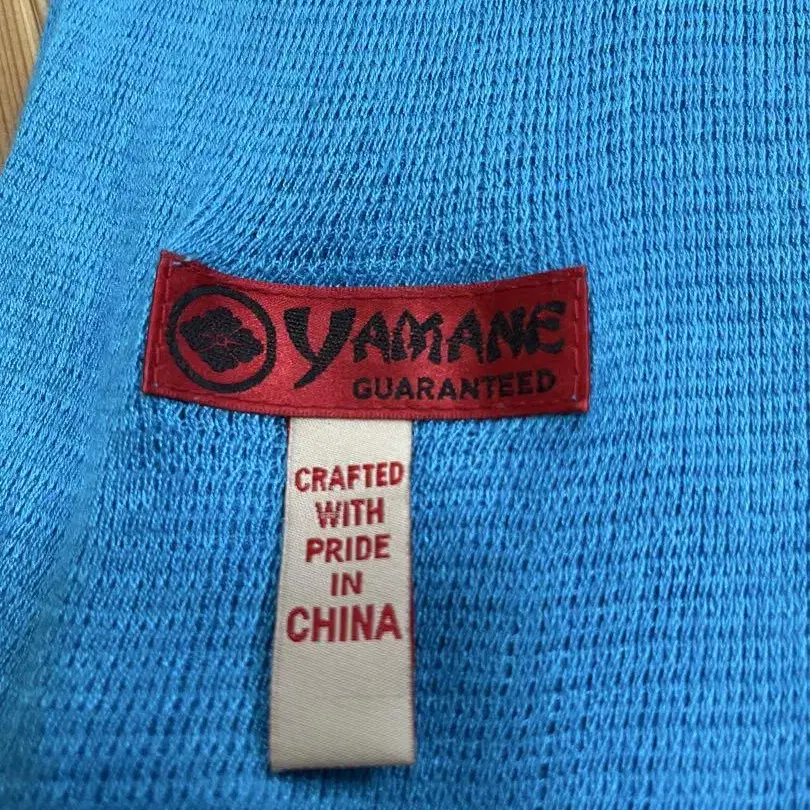 YAMANE
GUARANTEED
CRAFTED
WITH
PRIDE
IN
CHINA